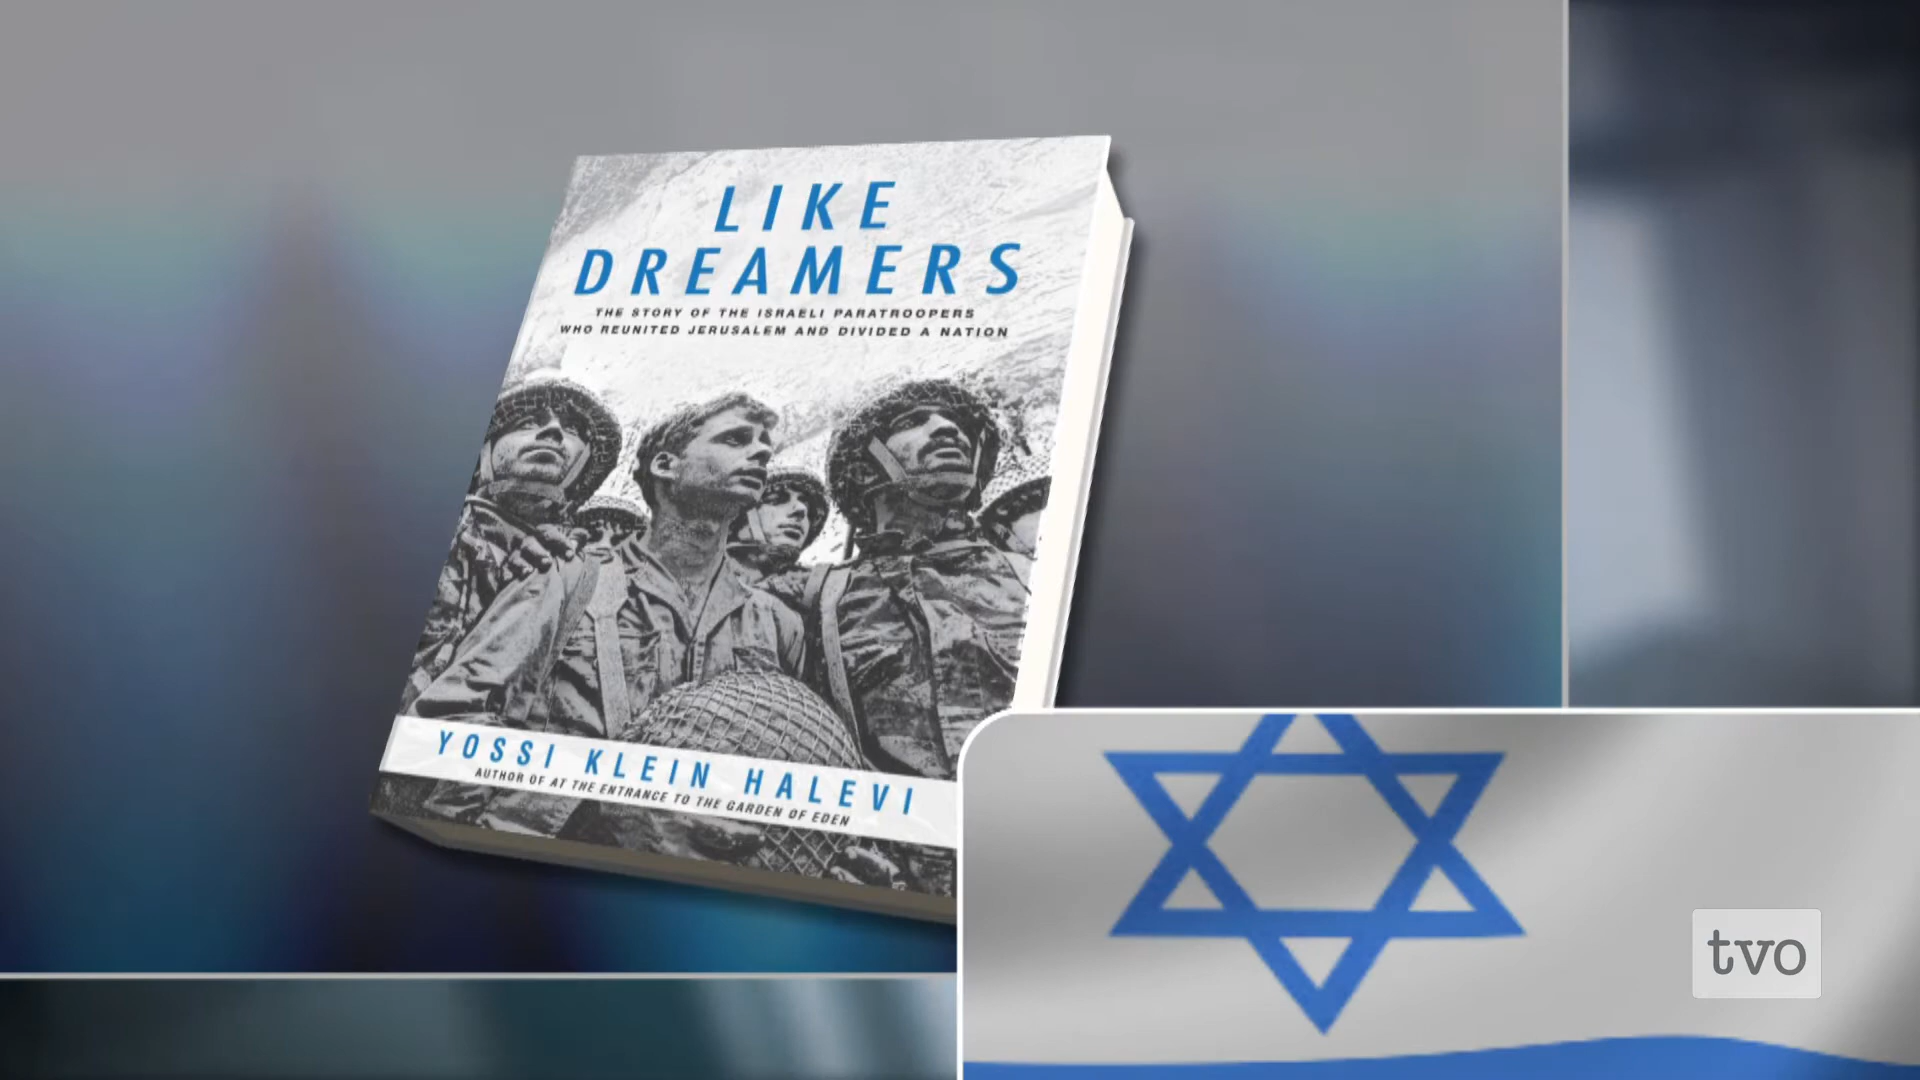 LIKE
DREAMERS
THE STORY OF THE ISRAELI PARATROOPERS
WHO REUNITED JERUSALEM AND DIVIDED A NATION
YOSSI KLEIN HALEVI
AUTHOR OF AT THE ENTRANCE TO THE GARDEN OF EDEN
tvo